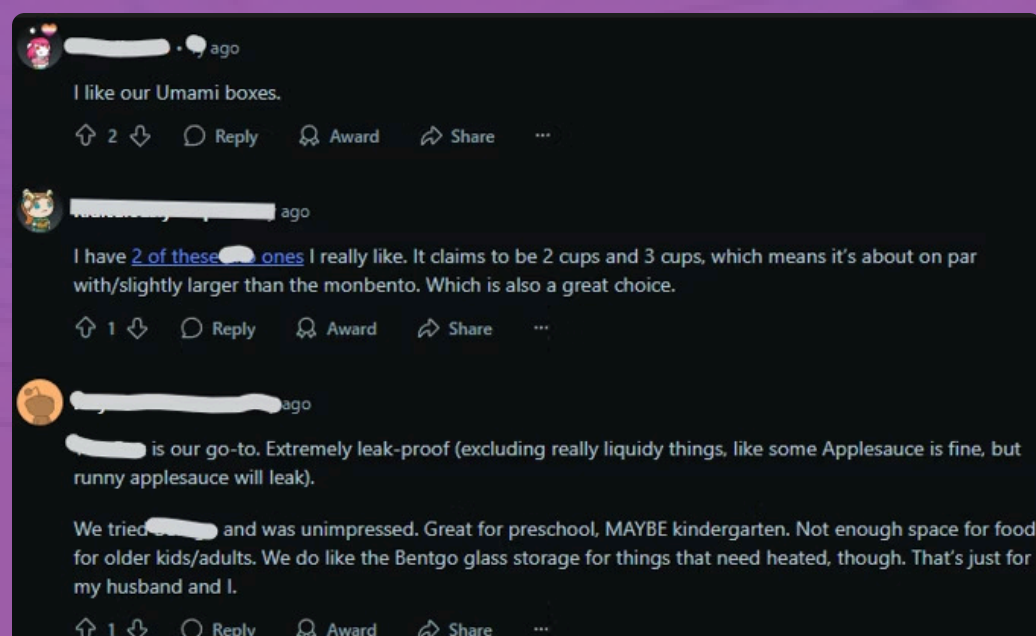 • ago
I like our Umami boxes.
2 Reply Award Share ...
ago
I have 2 of these ones I really like. It claims to be 2 cups and 3 cups, which means it's about on par
with/slightly larger than the monbento. Which is also a great choice.
1 Reply Award Share ...
ago
is our go-to. Extremely leak-proof (excluding really liquidy things, like some Applesauce is fine, but
runny applesauce will leak).
We tried and was unimpressed. Great for preschool, MAYBE kindergarten. Not enough space for food
for older kids/adults. We do like the Bentgo glass storage for things that need heated, though. That's just for
my husband and I.
1 Reply Award Share ...